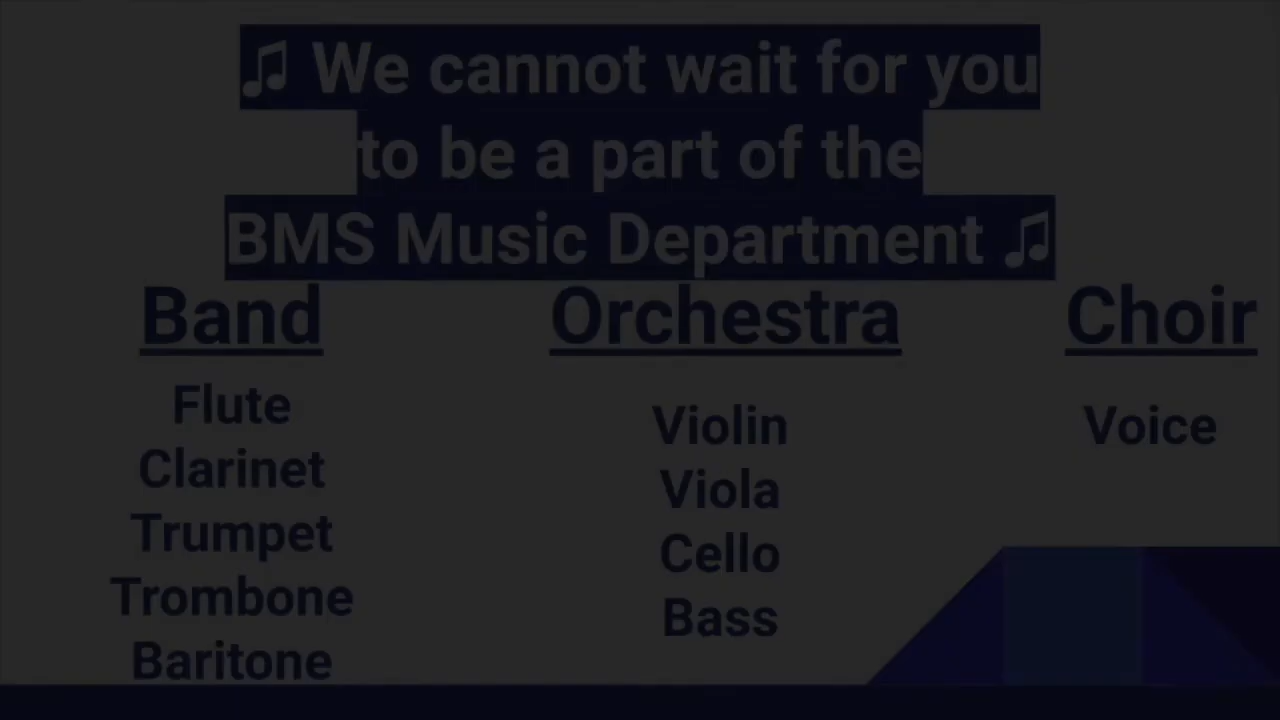 ♫ We cannot wait for you
to be a part of the
BMS Music Department ♫
Band
Flute
Clarinet
Trumpet
Trombone
Baritone
Orchestra
Violin
Viola
Cello
Bass
Choir
Voice